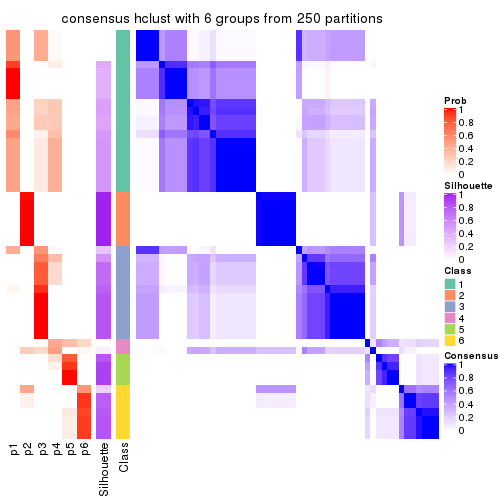 consensus hclust with 6 groups from 250 partitions
Prob
1
0.8
0.6
0.4
0.2
0
Silhouette
1
0.8
0.6
0.4
0.2
0
Class
1
2
3
4
5
6
Consensus
1
0.8
0.6
0.4
0.2
0
p1
p2
p3
p4
p5
p6
Silhouette
Class